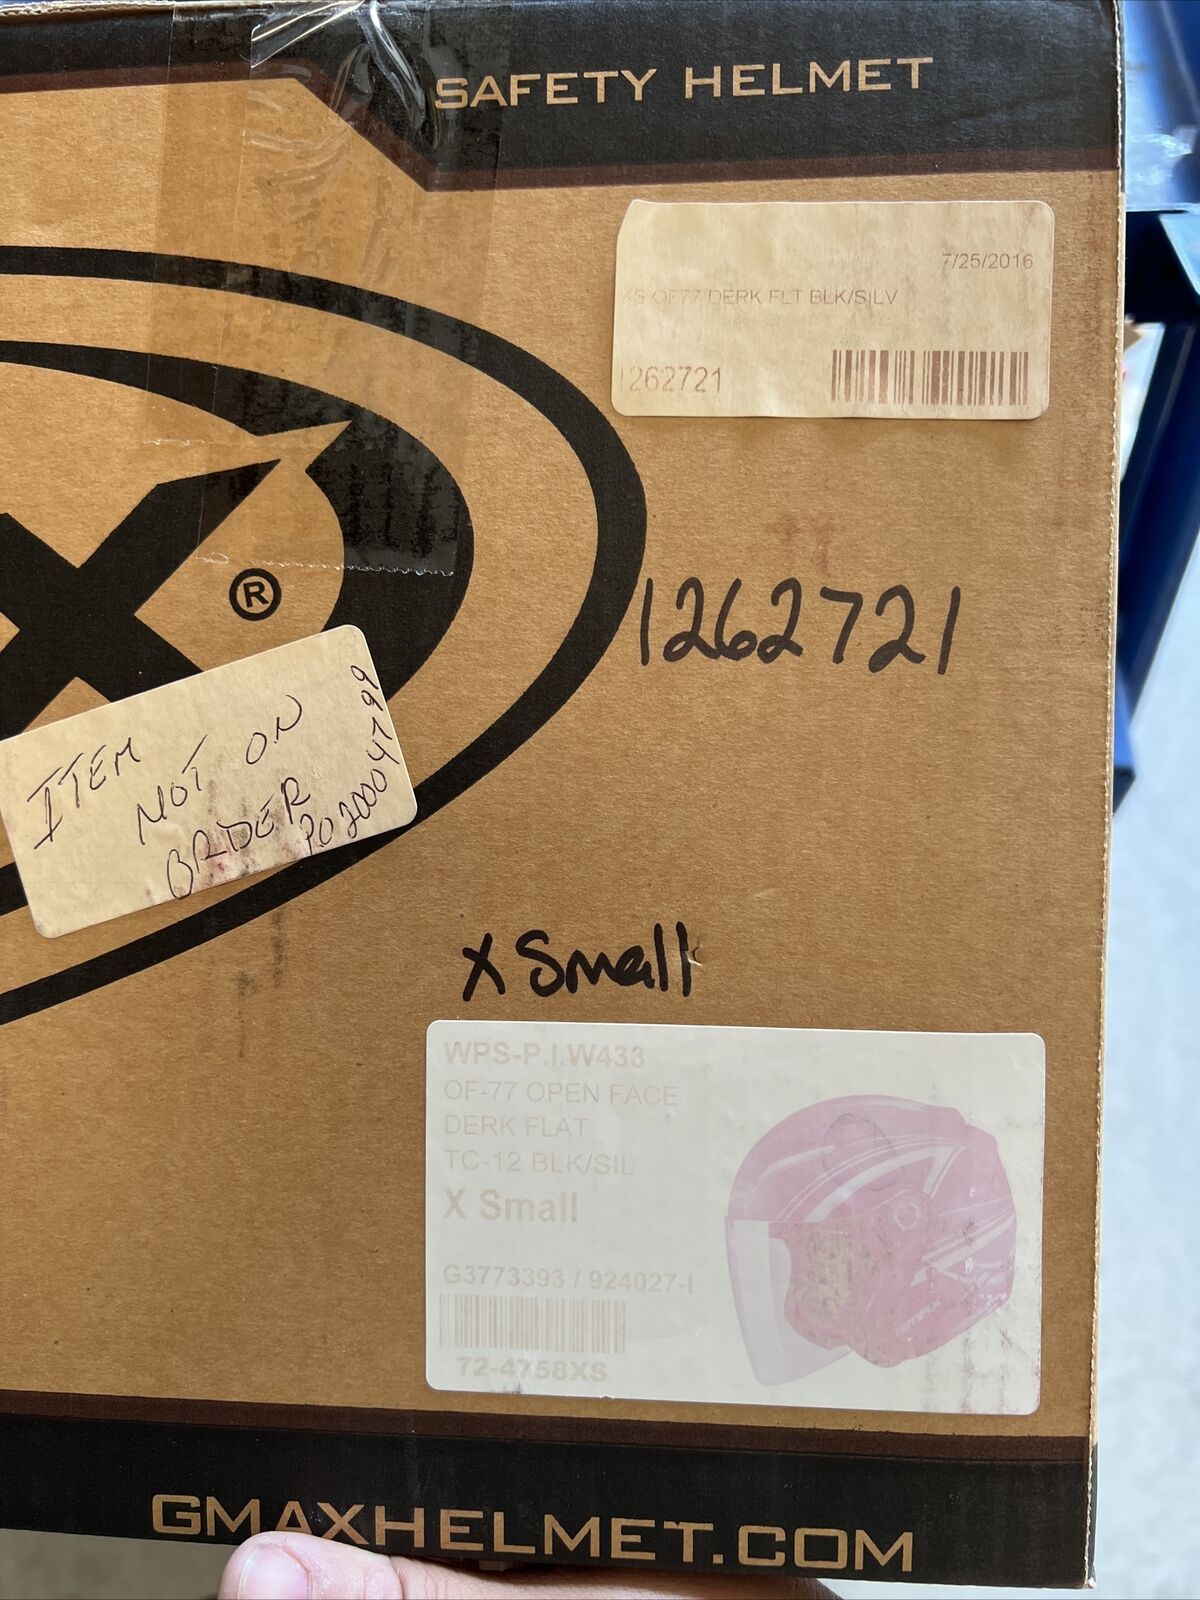 SAFETY HELMET
7/25/2016
XS OF77 DERK FLT BLK/SILV
1262721
X
®
1262721
ITEM
NOT ON
ORDER
PO20004799
X Small
WPS-P.I.W433
OF-77 OPEN FACE
DERK FLAT
TC-12 BLK/SIL
X Small
G3773393 / 924027-I
72-4758XS
GMAXHELMET.COM